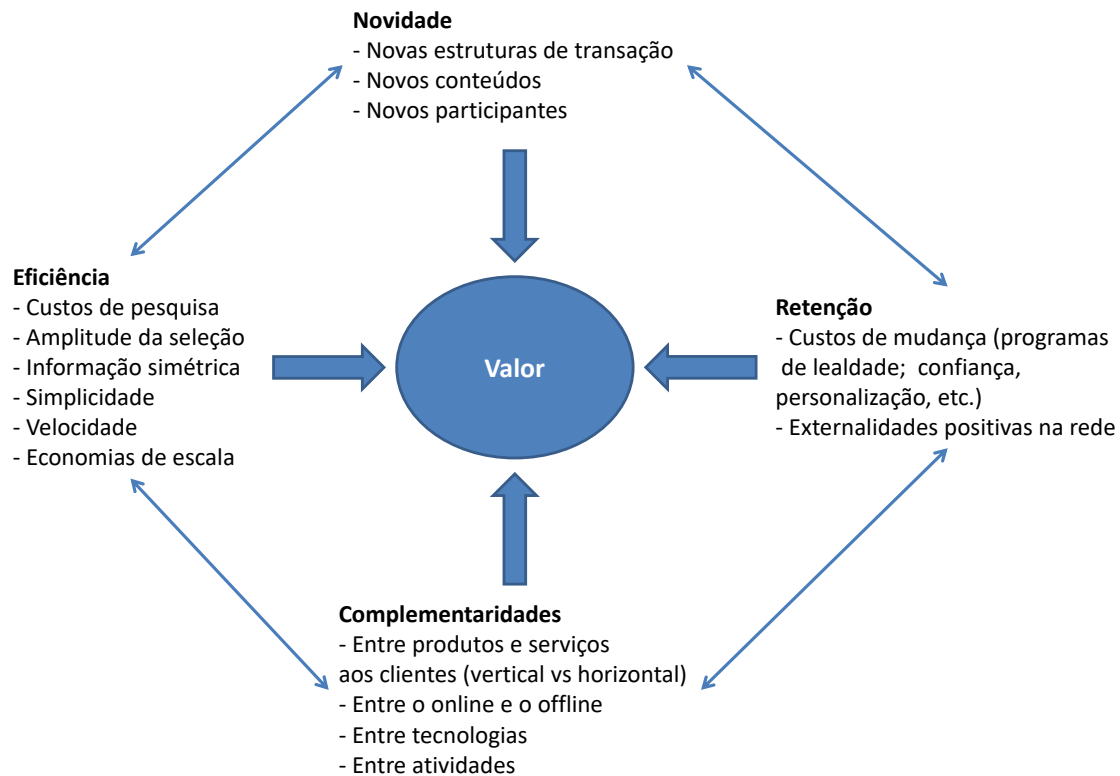 Novidade
- Novas estruturas de transação
- Novos conteúdos
- Novos participantes
Eficiência
- Custos de pesquisa
- Amplitude da seleção
- Informação simétrica
- Simplicidade
- Velocidade
- Economias de escala
Valor
Retenção
- Custos de mudança (programas
de lealdade; confiança,
personalização, etc.)
- Externalidades positivas na rede
Complementaridades
- Entre produtos e serviços
aos clientes (vertical vs horizontal)
- Entre o online e o offline
- Entre tecnologias
- Entre atividades